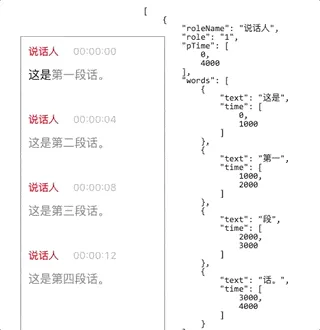 说话人 00:00:00
这是第一段话。
说话人 00:00:04
这是第二段话。
说话人 00:00:08
这是第三段话。
说话人 00:00:12
这是第四段话。
[
{
"roleName": "说话人",
"role": "1",
"pTime": [
0,
4000
],
"words": [
{
"text": "这是",
"time": [
0,
1000
]
},
{
"text": "第一",
"time": [
1000,
2000
]
},
{
"text": "段",
"time": [
2000,
3000
]
},
{
"text": "话。",
"time": [
3000,
4000
]
}